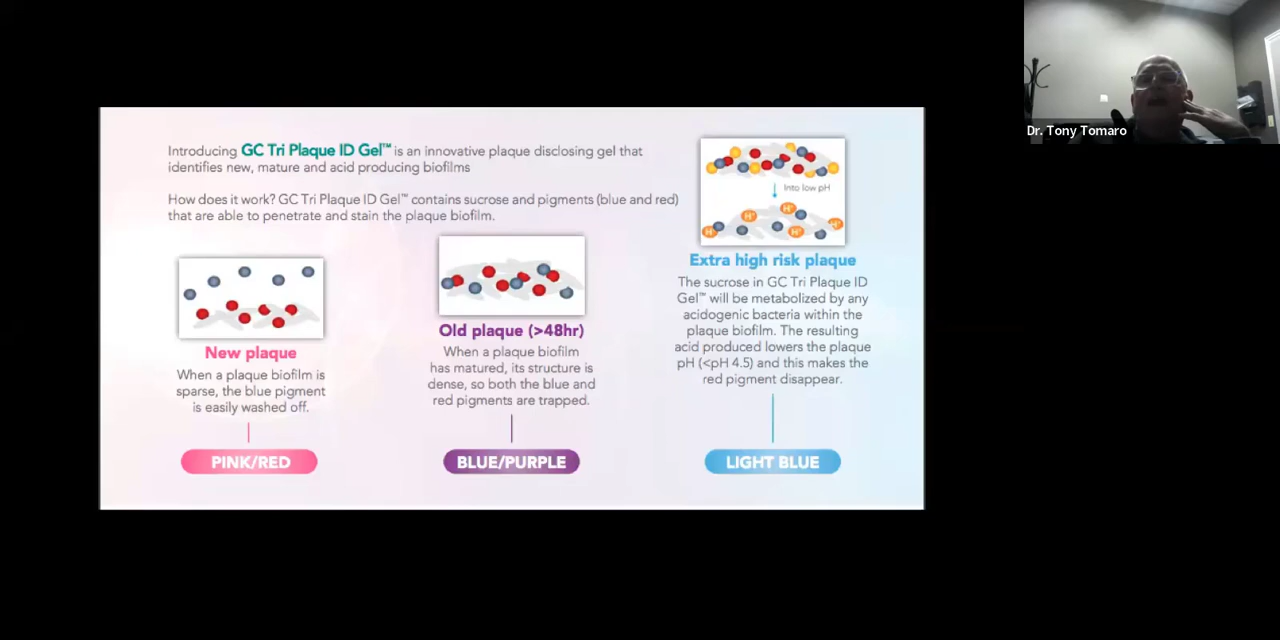 Introducing GC Tri Plaque ID Gel™ is an innovative plaque disclosing gel that
identifies new, mature and acid producing biofilms
How does it work? GC Tri Plaque ID Gel™ contains sucrose and pigments (blue and red)
that are able to penetrate and stain the plaque biofilm.
New plaque
When a plaque biofilm is
sparse, the blue pigment
is easily washed off.
PINK/RED
Old plaque (>48hr)
When a plaque biofilm
has matured, its structure is
dense, so both the blue and
red pigments are trapped.
BLUE/PURPLE
Into low pH
H⁺
H⁺
H⁺
H⁺
H⁺
Extra high risk plaque
The sucrose in GC Tri Plaque ID
Gel™ will be metabolized by any
acidogenic bacteria within the
plaque biofilm. The resulting
acid produced lowers the plaque
pH (<pH 4.5) and this makes the
red pigment disappear.
LIGHT BLUE
Dr. Tony Tomaro